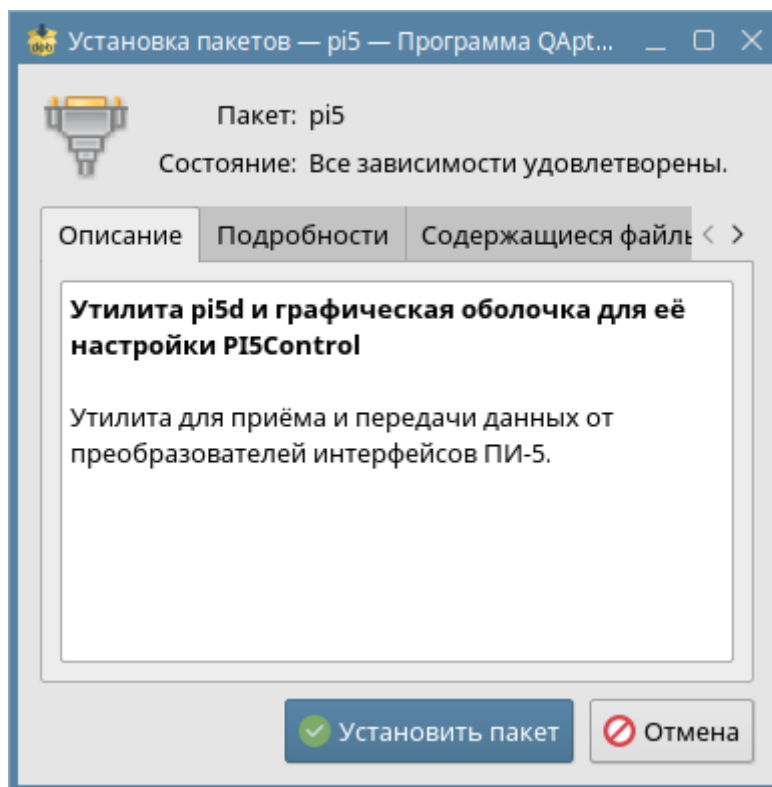 Установка пакетов — pi5 — Программа QApt...
Пакет: pi5
Состояние: Все зависимости удовлетворены.
Описание Подробности Содержащиеся файлы
Утилита pi5d и графическая оболочка для её
настройки PI5Control
Утилита для приёма и передачи данных от
преобразователей интерфейсов ПИ-5.
Установить пакет Отмена